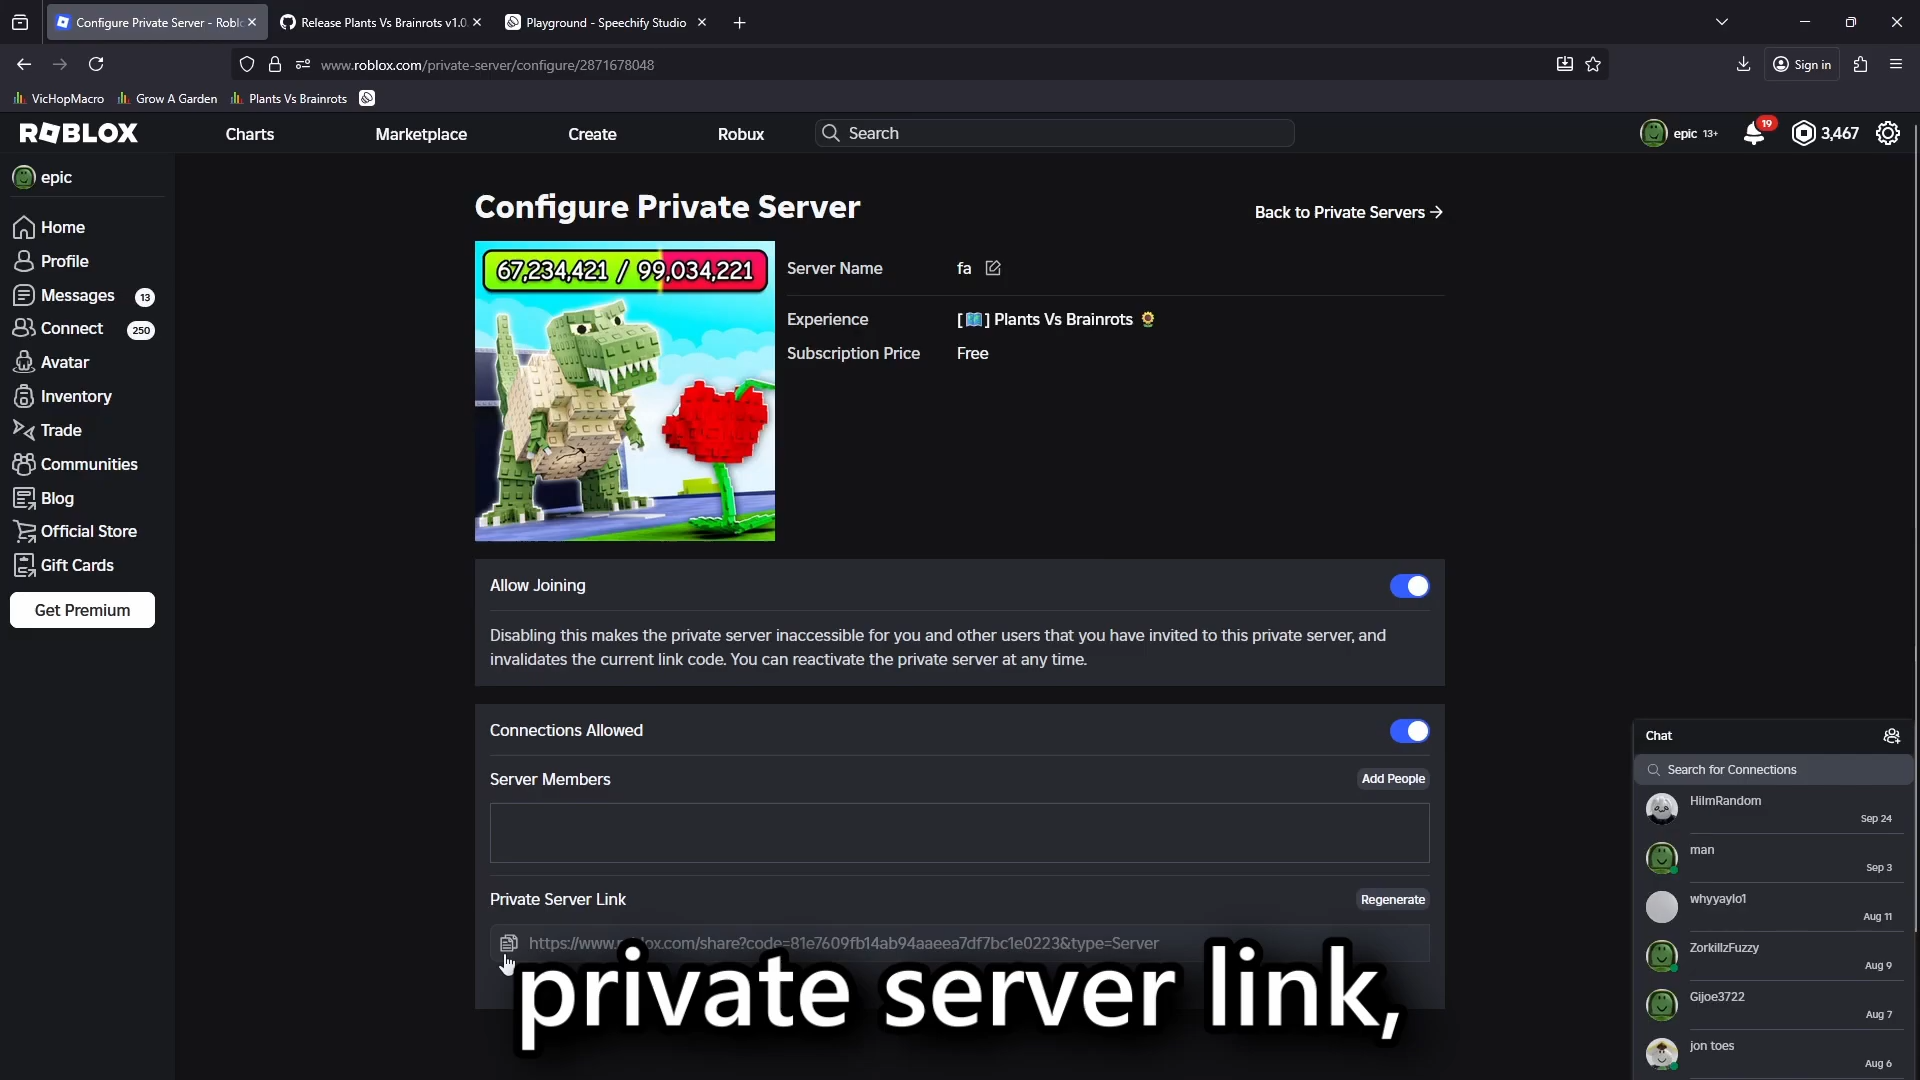 Configure Private Server - Roblo
Release Plants Vs Brainrots v1.0.
Playground - Speechify Studio
www.roblox.com/private-server/configure/2871678048
Sign in
VicHopMacro
Grow A Garden
Plants Vs Brainrots
ROBLOX
Charts
Marketplace
Create
Robux
Search
epic 13+
19
3,467
epic
Home
Profile
Messages 13
Connect 250
Avatar
Inventory
Trade
Communities
Blog
Official Store
Gift Cards
Get Premium
Configure Private Server
Back to Private Servers →
67,234,421 / 99,034,221
Server Name fa
Experience [🗺️] Plants Vs Brainrots 🌻
Subscription Price Free
Allow Joining
Disabling this makes the private server inaccessible for you and other users that you have invited to this private server, and
invalidates the current link code. You can reactivate the private server at any time.
Connections Allowed
Server Members
Add People
Private Server Link
Regenerate
https://www.roblox.com/share?code=81e7609fb14ab94aaeea7df7bc1e0223&type=Server
private server link,
Chat
Search for Connections
HilmRandom
Sep 24
man
Sep 3
whyyaylo1
Aug 11
ZorkillzFuzzy
Aug 9
Gijoe3722
Aug 7
jon toes
Aug 6